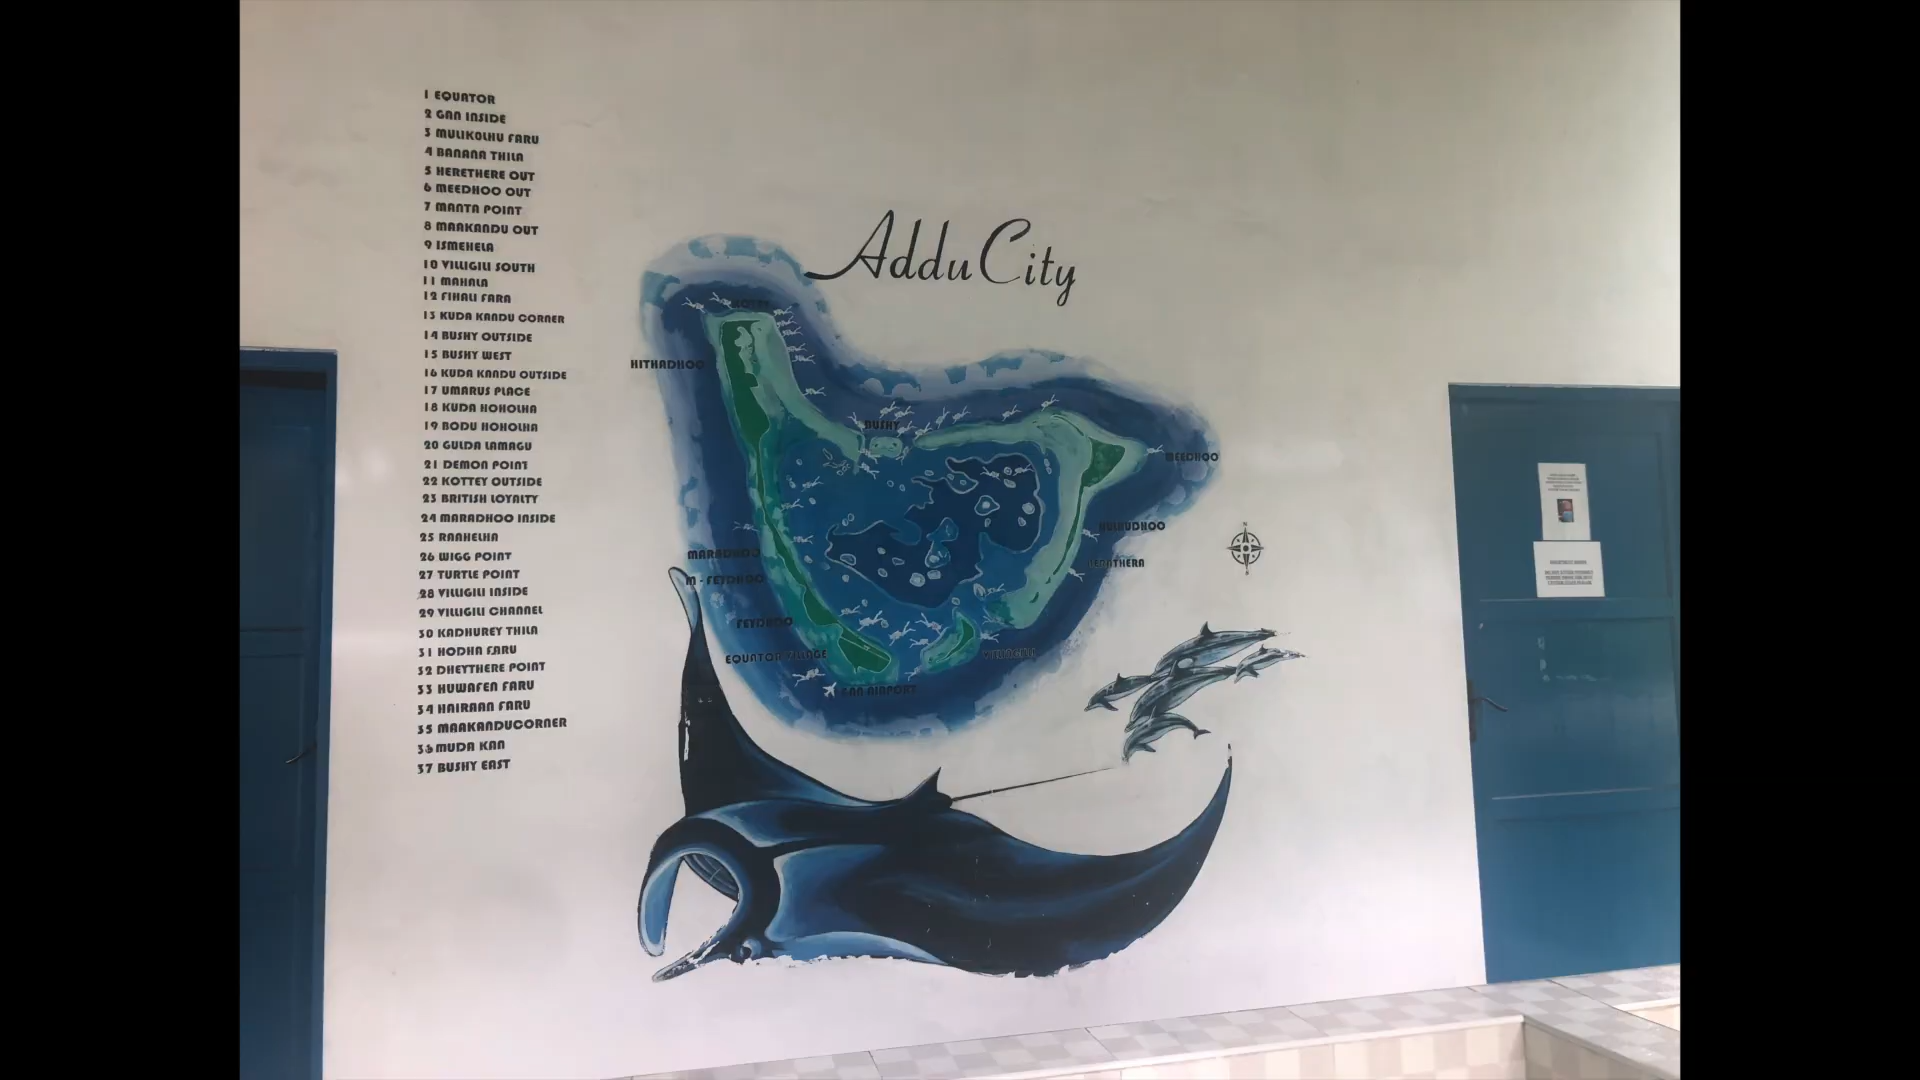 1 EQUATOR
2 GAN INSIDE
3 MULIKOLHU FARU
4 BANANA THILA
5 HERETHERE OUT
6 MEEDHOO OUT
7 MANTA POINT
8 MAAKANDU OUT
9 ISMEHELA
10 VILLIGILI SOUTH
11 MAHALA
12 FIHALI FARA
13 KUDA KANDU CORNER
14 BUSHY OUTSIDE
15 BUSHY WEST
16 KUDA KANDU OUTSIDE
17 UMARUS PLACE
18 KUDA HOHOLHA
19 BODU HOHOLHA
20 GULDA LAMAGU
21 DEMON POINT
22 KOTTEY OUTSIDE
23 BRITISH LOYALTY
24 MARADHOO INSIDE
25 RAAHELHA
26 WIGG POINT
27 TURTLE POINT
28 VILLIGILI INSIDE
29 VILLIGILI CHANNEL
30 KADHUREY THILA
31 HODHA FARU
32 DHEYTHERE POINT
33 HUWAFEN FARU
34 HAIRAAN FARU
35 MAAKANDUCORNER
36 MUDA KAN
37 BUSHY EAST
Addu City
HITHADHOO
BUSHY
MEEDHOO
HULHUDHOO
MARADHOO
M - FEYDHOO
FEYDHOO
EQUATOR VILLAGE
VILLIGILI
GAN AIRPORT
N